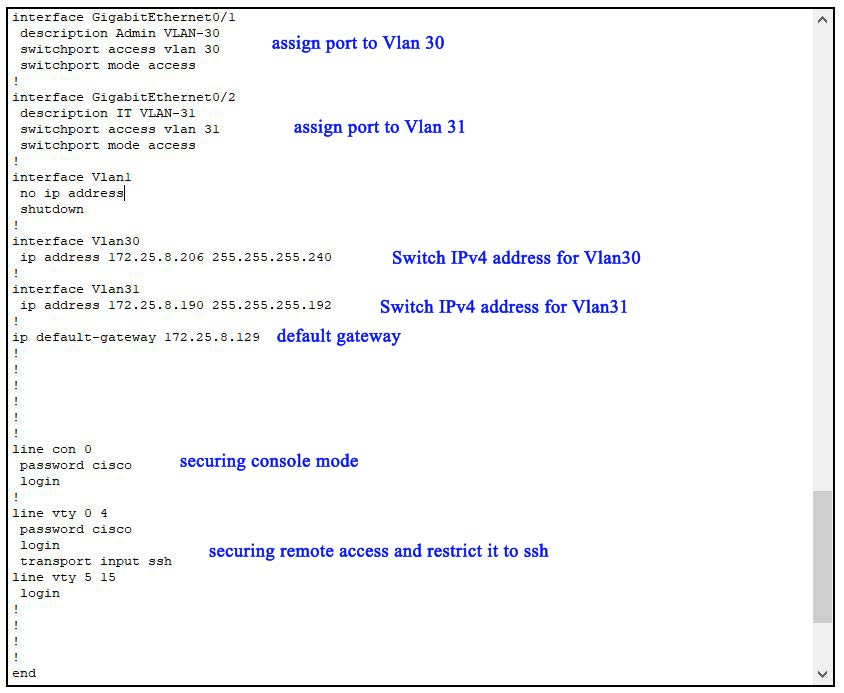 interface GigabitEthernet0/1
description Admin VLAN-30
switchport access vlan 30
assign port to Vlan 30
switchport mode access
!
interface GigabitEthernet0/2
description IT VLAN-31
switchport access vlan 31
assign port to Vlan 31
switchport mode access
!
interface Vlan1
no ip address
shutdown
!
interface Vlan30
ip address 172.25.8.206 255.255.255.240 Switch IPv4 address for Vlan30
!
interface Vlan31
ip address 172.25.8.190 255.255.255.192 Switch IPv4 address for Vlan31
!
ip default-gateway 172.25.8.129 default gateway
!
!
!
!
!
!
line con 0
password cisco securing console mode
login
!
line vty 0 4
password cisco
login
securing remote access and restrict it to ssh
transport input ssh
line vty 5 15
login
!
!
!
!
end